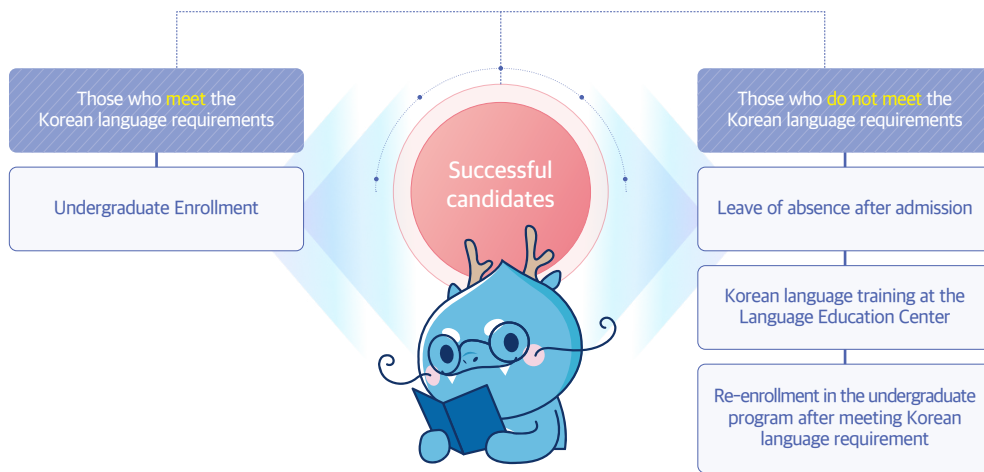 Those who meet the
Korean language requirements
Undergraduate Enrollment
Successful
candidates
Those who do not meet the
Korean language requirements
Leave of absence after admission
Korean language training at the
Language Education Center
Re-enrollment in the undergraduate
program after meeting Korean
language requirement